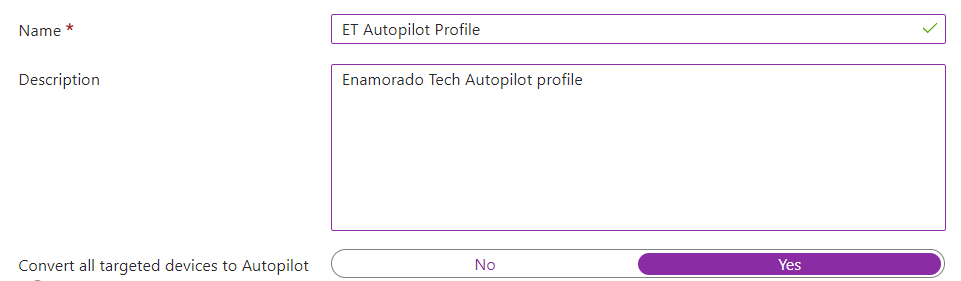 Name *
ET Autopilot Profile
Description
Enamorado Tech Autopilot profile
Convert all targeted devices to Autopilot
No
Yes